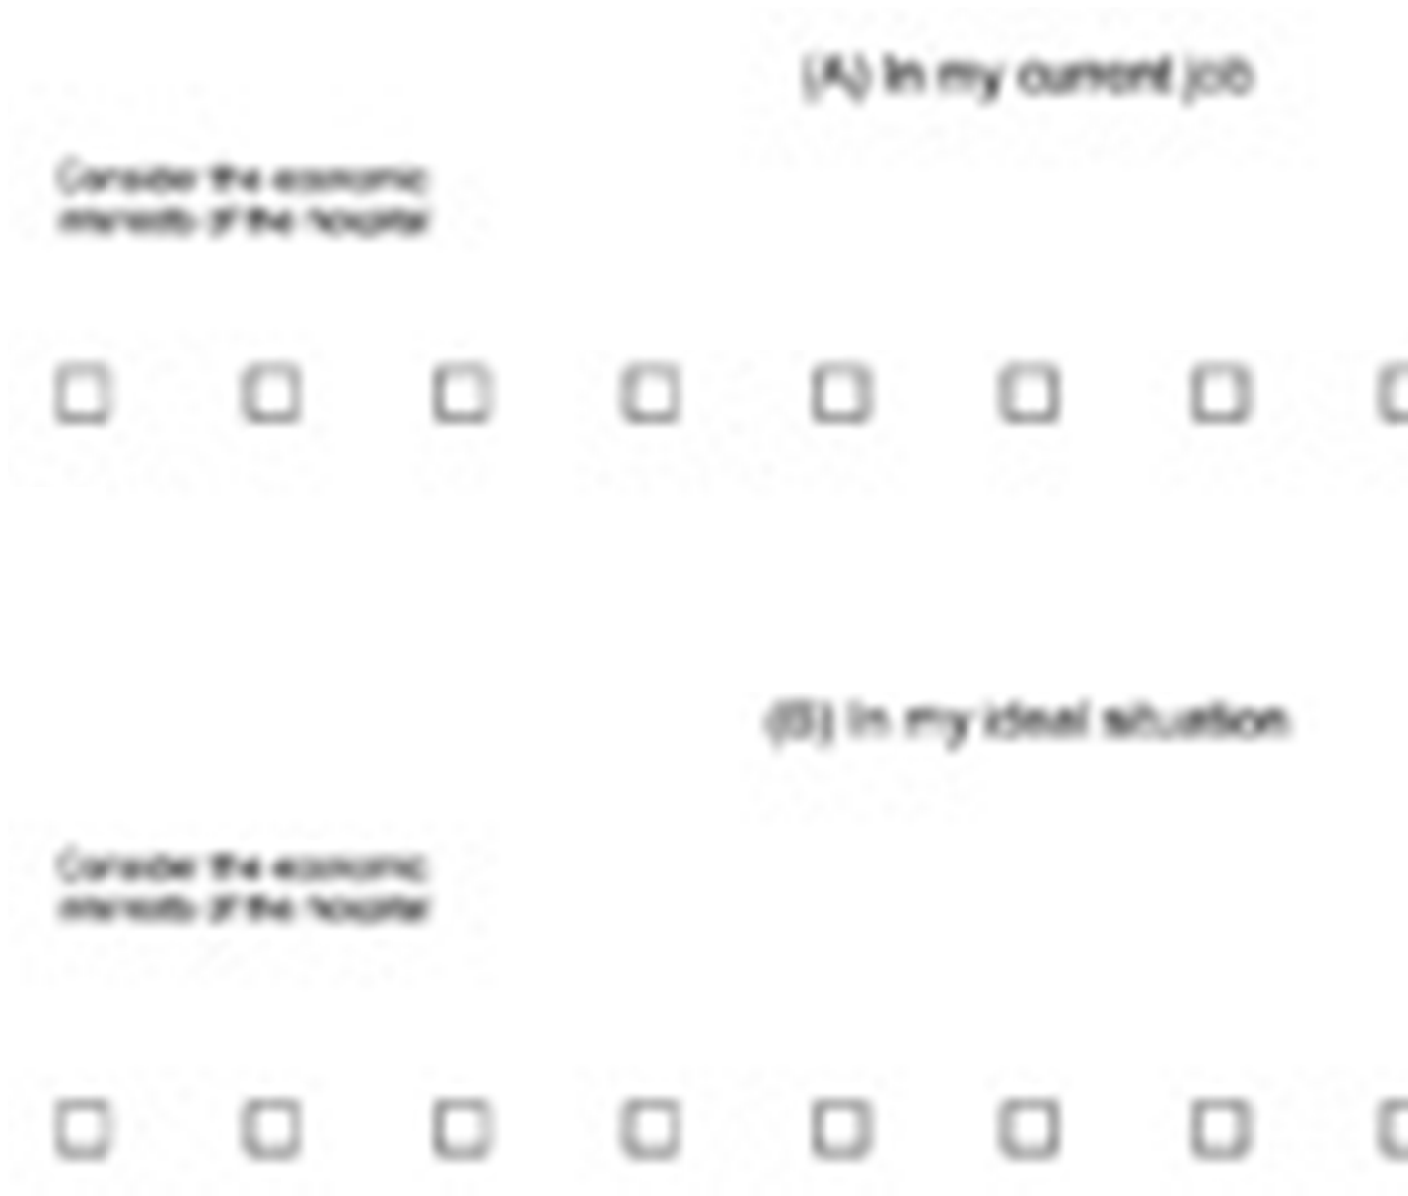 (A) In my current job
Consider the economic
interests of the hospital
(B) In my ideal situation
Consider the economic
interests of the hospital